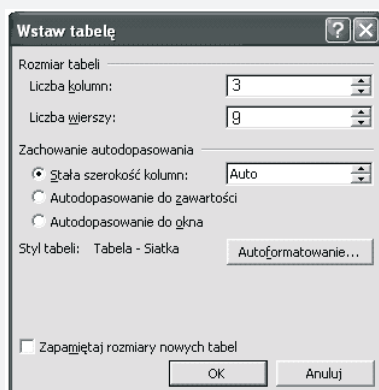 Wstaw tabelę
Rozmiar tabeli
Liczba kolumn: 3
Liczba wierszy: 9
Zachowanie autodopasowania
Stała szerokość kolumn: Auto
Autodopasowanie do zawartości
Autodopasowanie do okna
Styl tabeli: Tabela - Siatka Autoformatowanie...
Zapamiętaj rozmiary nowych tabel
OK Anuluj